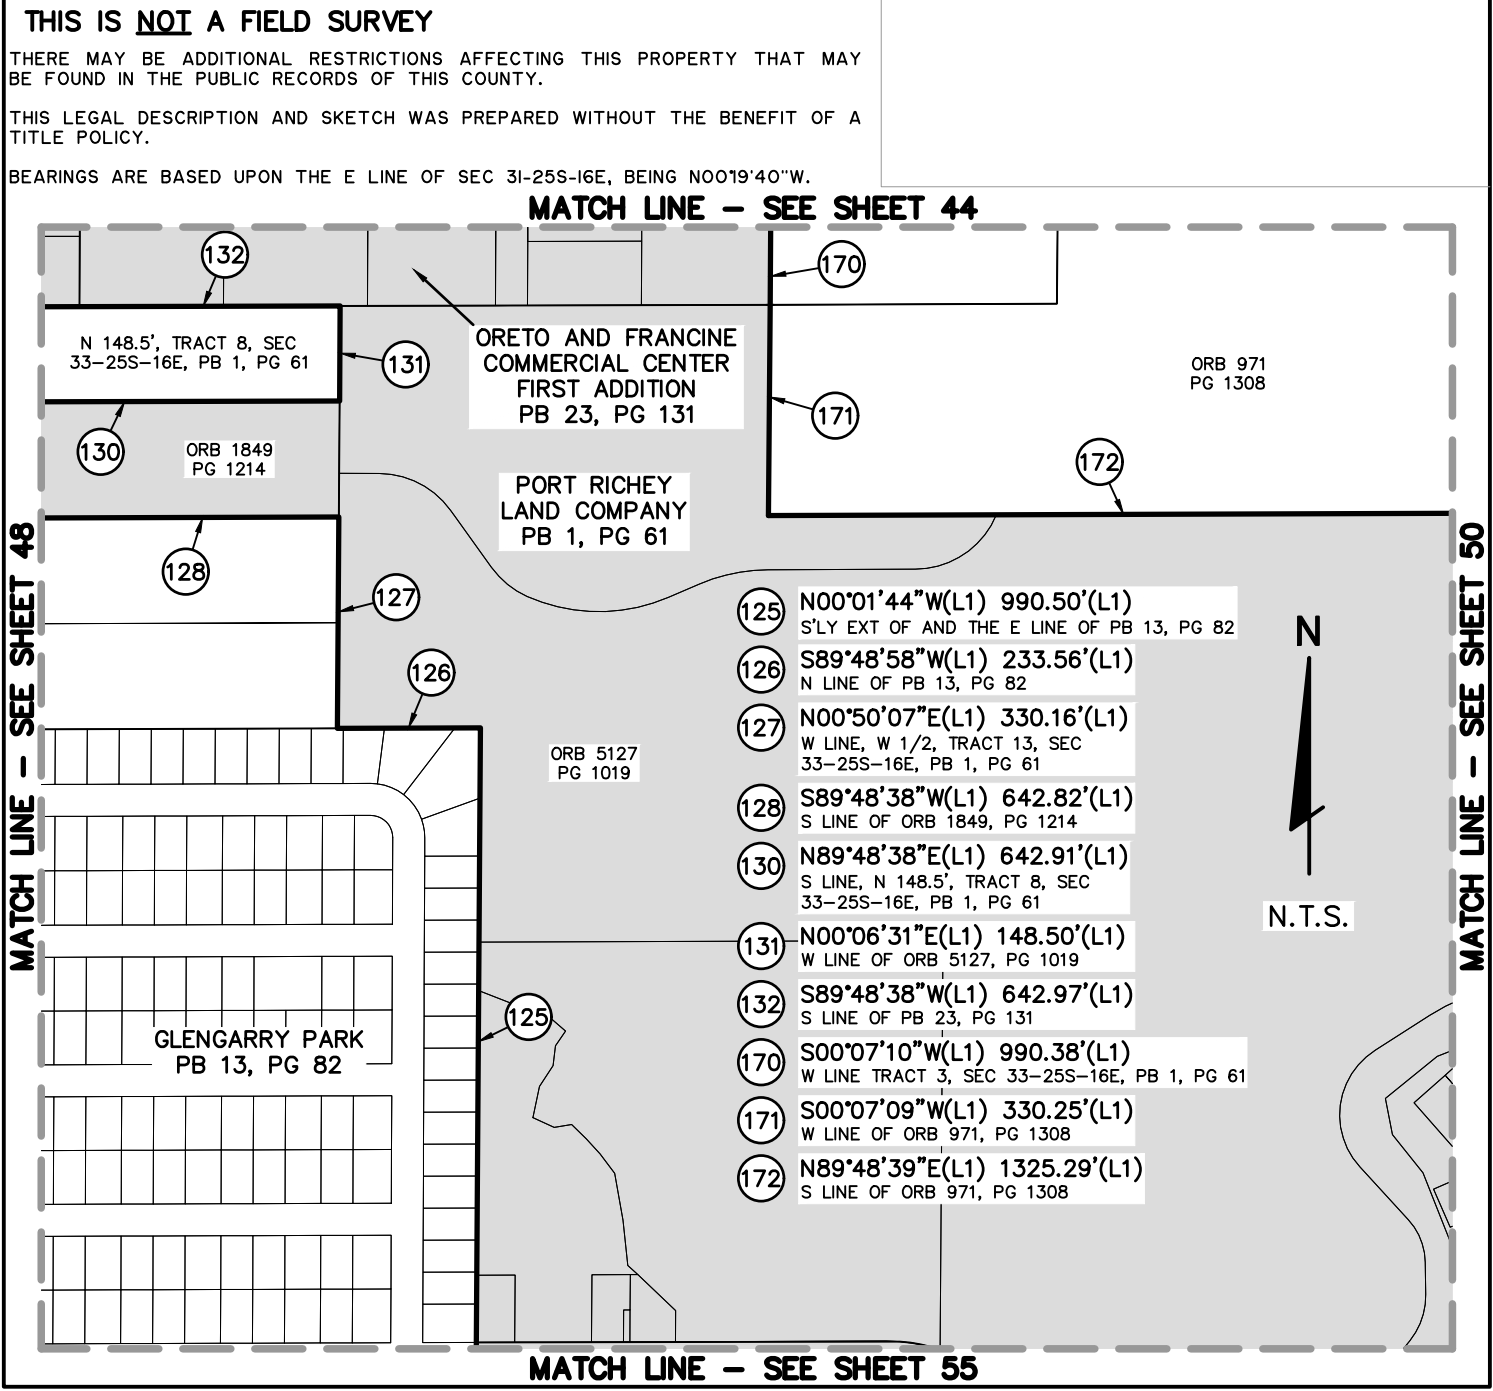 THIS IS NOT A FIELD SURVEY
THERE MAY BE ADDITIONAL RESTRICTIONS AFFECTING THIS PROPERTY THAT MAY
BE FOUND IN THE PUBLIC RECORDS OF THIS COUNTY.
THIS LEGAL DESCRIPTION AND SKETCH WAS PREPARED WITHOUT THE BENEFIT OF A
TITLE POLICY.
BEARINGS ARE BASED UPON THE E LINE OF SEC 31-25S-16E, BEING N00°19'40"W.
MATCH LINE - SEE SHEET 44
132
170
N 148.5', TRACT 8, SEC
33-25S-16E, PB 1, PG 61
131
ORETO AND FRANCINE
COMMERCIAL CENTER
FIRST ADDITION
PB 23, PG 131
ORB 971
PG 1308
171
130
ORB 1849
PG 1214
172
PORT RICHEY
LAND COMPANY
PB 1, PG 61
128
127
126
ORB 5127
PG 1019
125
GLENGARRY PARK
PB 13, PG 82
125 N00°01'44"W(L1) 990.50'(L1)
S'LY EXT OF AND THE E LINE OF PB 13, PG 82
126 S89°48'58"W(L1) 233.56'(L1)
N LINE OF PB 13, PG 82
127 N00°50'07"E(L1) 330.16'(L1)
W LINE, W 1/2, TRACT 13, SEC
33-25S-16E, PB 1, PG 61
128 S89°48'38"W(L1) 642.82'(L1)
S LINE OF ORB 1849, PG 1214
130 N89°48'38"E(L1) 642.91'(L1)
S LINE, N 148.5', TRACT 8, SEC
33-25S-16E, PB 1, PG 61
131 N00°06'31"E(L1) 148.50'(L1)
W LINE OF ORB 5127, PG 1019
132 S89°48'38"W(L1) 642.97'(L1)
S LINE OF PB 23, PG 131
170 S00°07'10"W(L1) 990.38'(L1)
W LINE TRACT 3, SEC 33-25S-16E, PB 1, PG 61
171 S00°07'09"W(L1) 330.25'(L1)
W LINE OF ORB 971, PG 1308
172 N89°48'39"E(L1) 1325.29'(L1)
S LINE OF ORB 971, PG 1308
N
N.T.S.
MATCH LINE - SEE SHEET 48
MATCH LINE - SEE SHEET 50
MATCH LINE - SEE SHEET 55